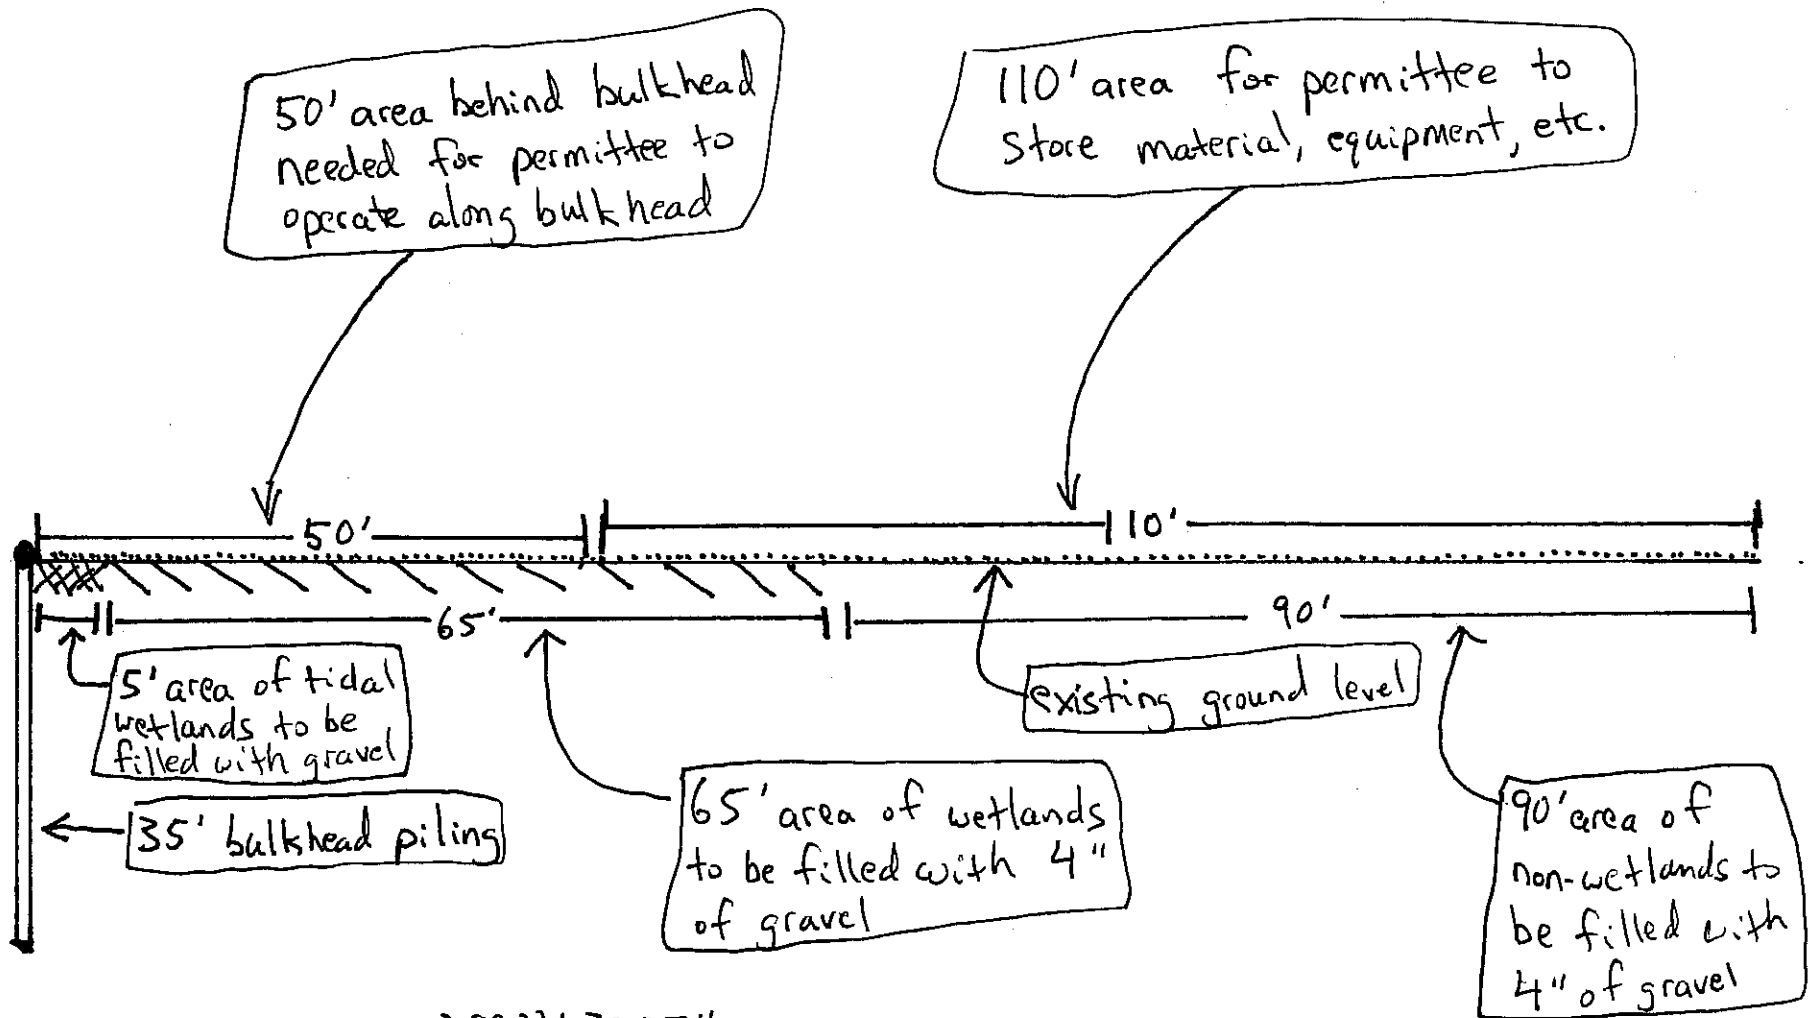 50' area behind bulkhead
needed for permittee to
operate along bulkhead
110' area for permittee to
store material, equipment, etc.
50'
110'
65'
90'
5' area of tidal
wetlands to be
filled with gravel
existing ground level
35' bulkhead piling
65' area of wetlands
to be filled with 4"
of gravel
90' area of
non-wetlands to
be filled with
4" of gravel